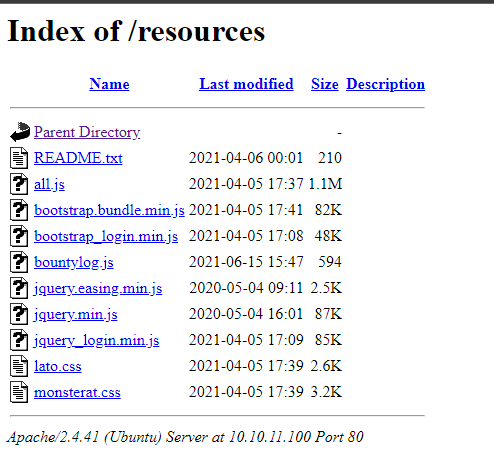 Index of /resources
Name Last modified Size Description
Parent Directory -
README.txt 2021-04-06 00:01 210
all.js 2021-04-05 17:37 1.1M
bootstrap.bundle.min.js 2021-04-05 17:41 82K
bootstrap_login.min.js 2021-04-05 17:08 48K
bountylog.js 2021-06-15 15:47 594
jquery.easing.min.js 2020-05-04 09:11 2.5K
jquery.min.js 2020-05-04 16:01 87K
jquery_login.min.js 2021-04-05 17:09 85K
lato.css 2021-04-05 17:39 2.6K
monsterat.css 2021-04-05 17:39 3.2K
Apache/2.4.41 (Ubuntu) Server at 10.10.11.100 Port 80